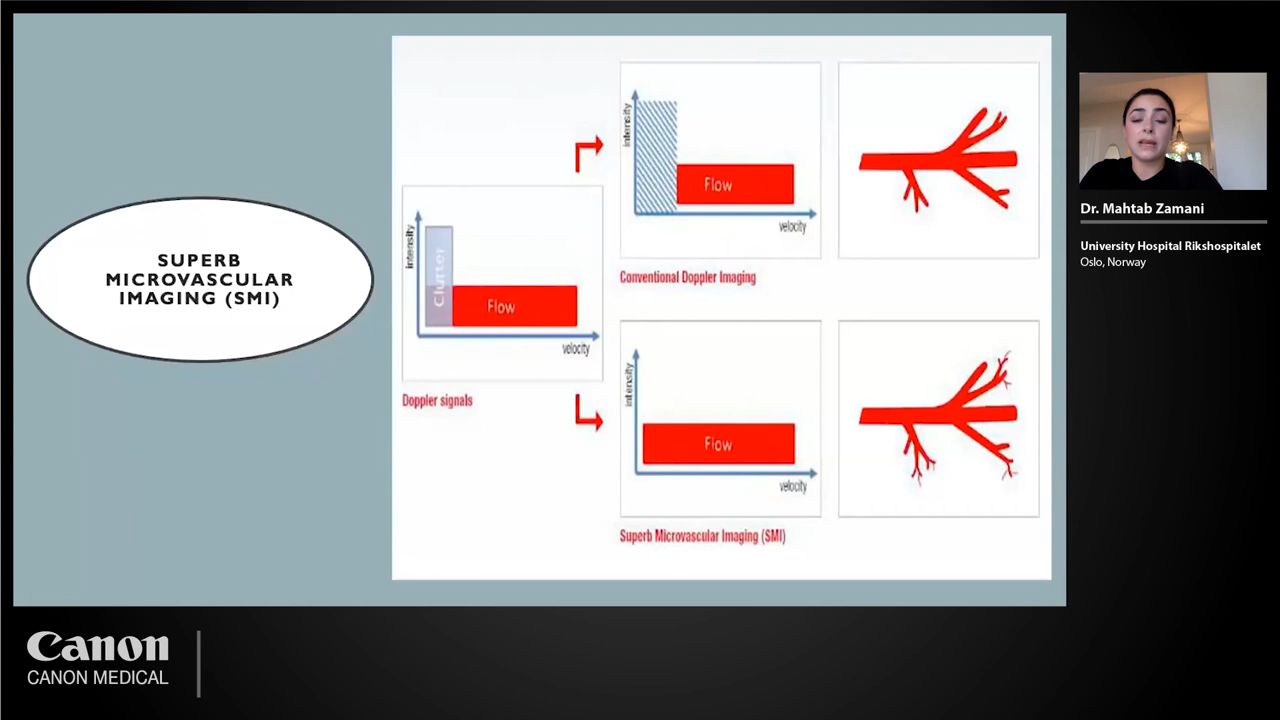 SUPERB
MICROVASCULAR
IMAGING (SMI)
intensity
Clutter
Flow
velocity
Doppler signals
intensity
Flow
velocity
Conventional Doppler Imaging
intensity
Flow
velocity
Superb Microvascular Imaging (SMI)
Dr. Mahtab Zamani
University Hospital Rikshospitalet
Oslo, Norway
Canon
CANON MEDICAL